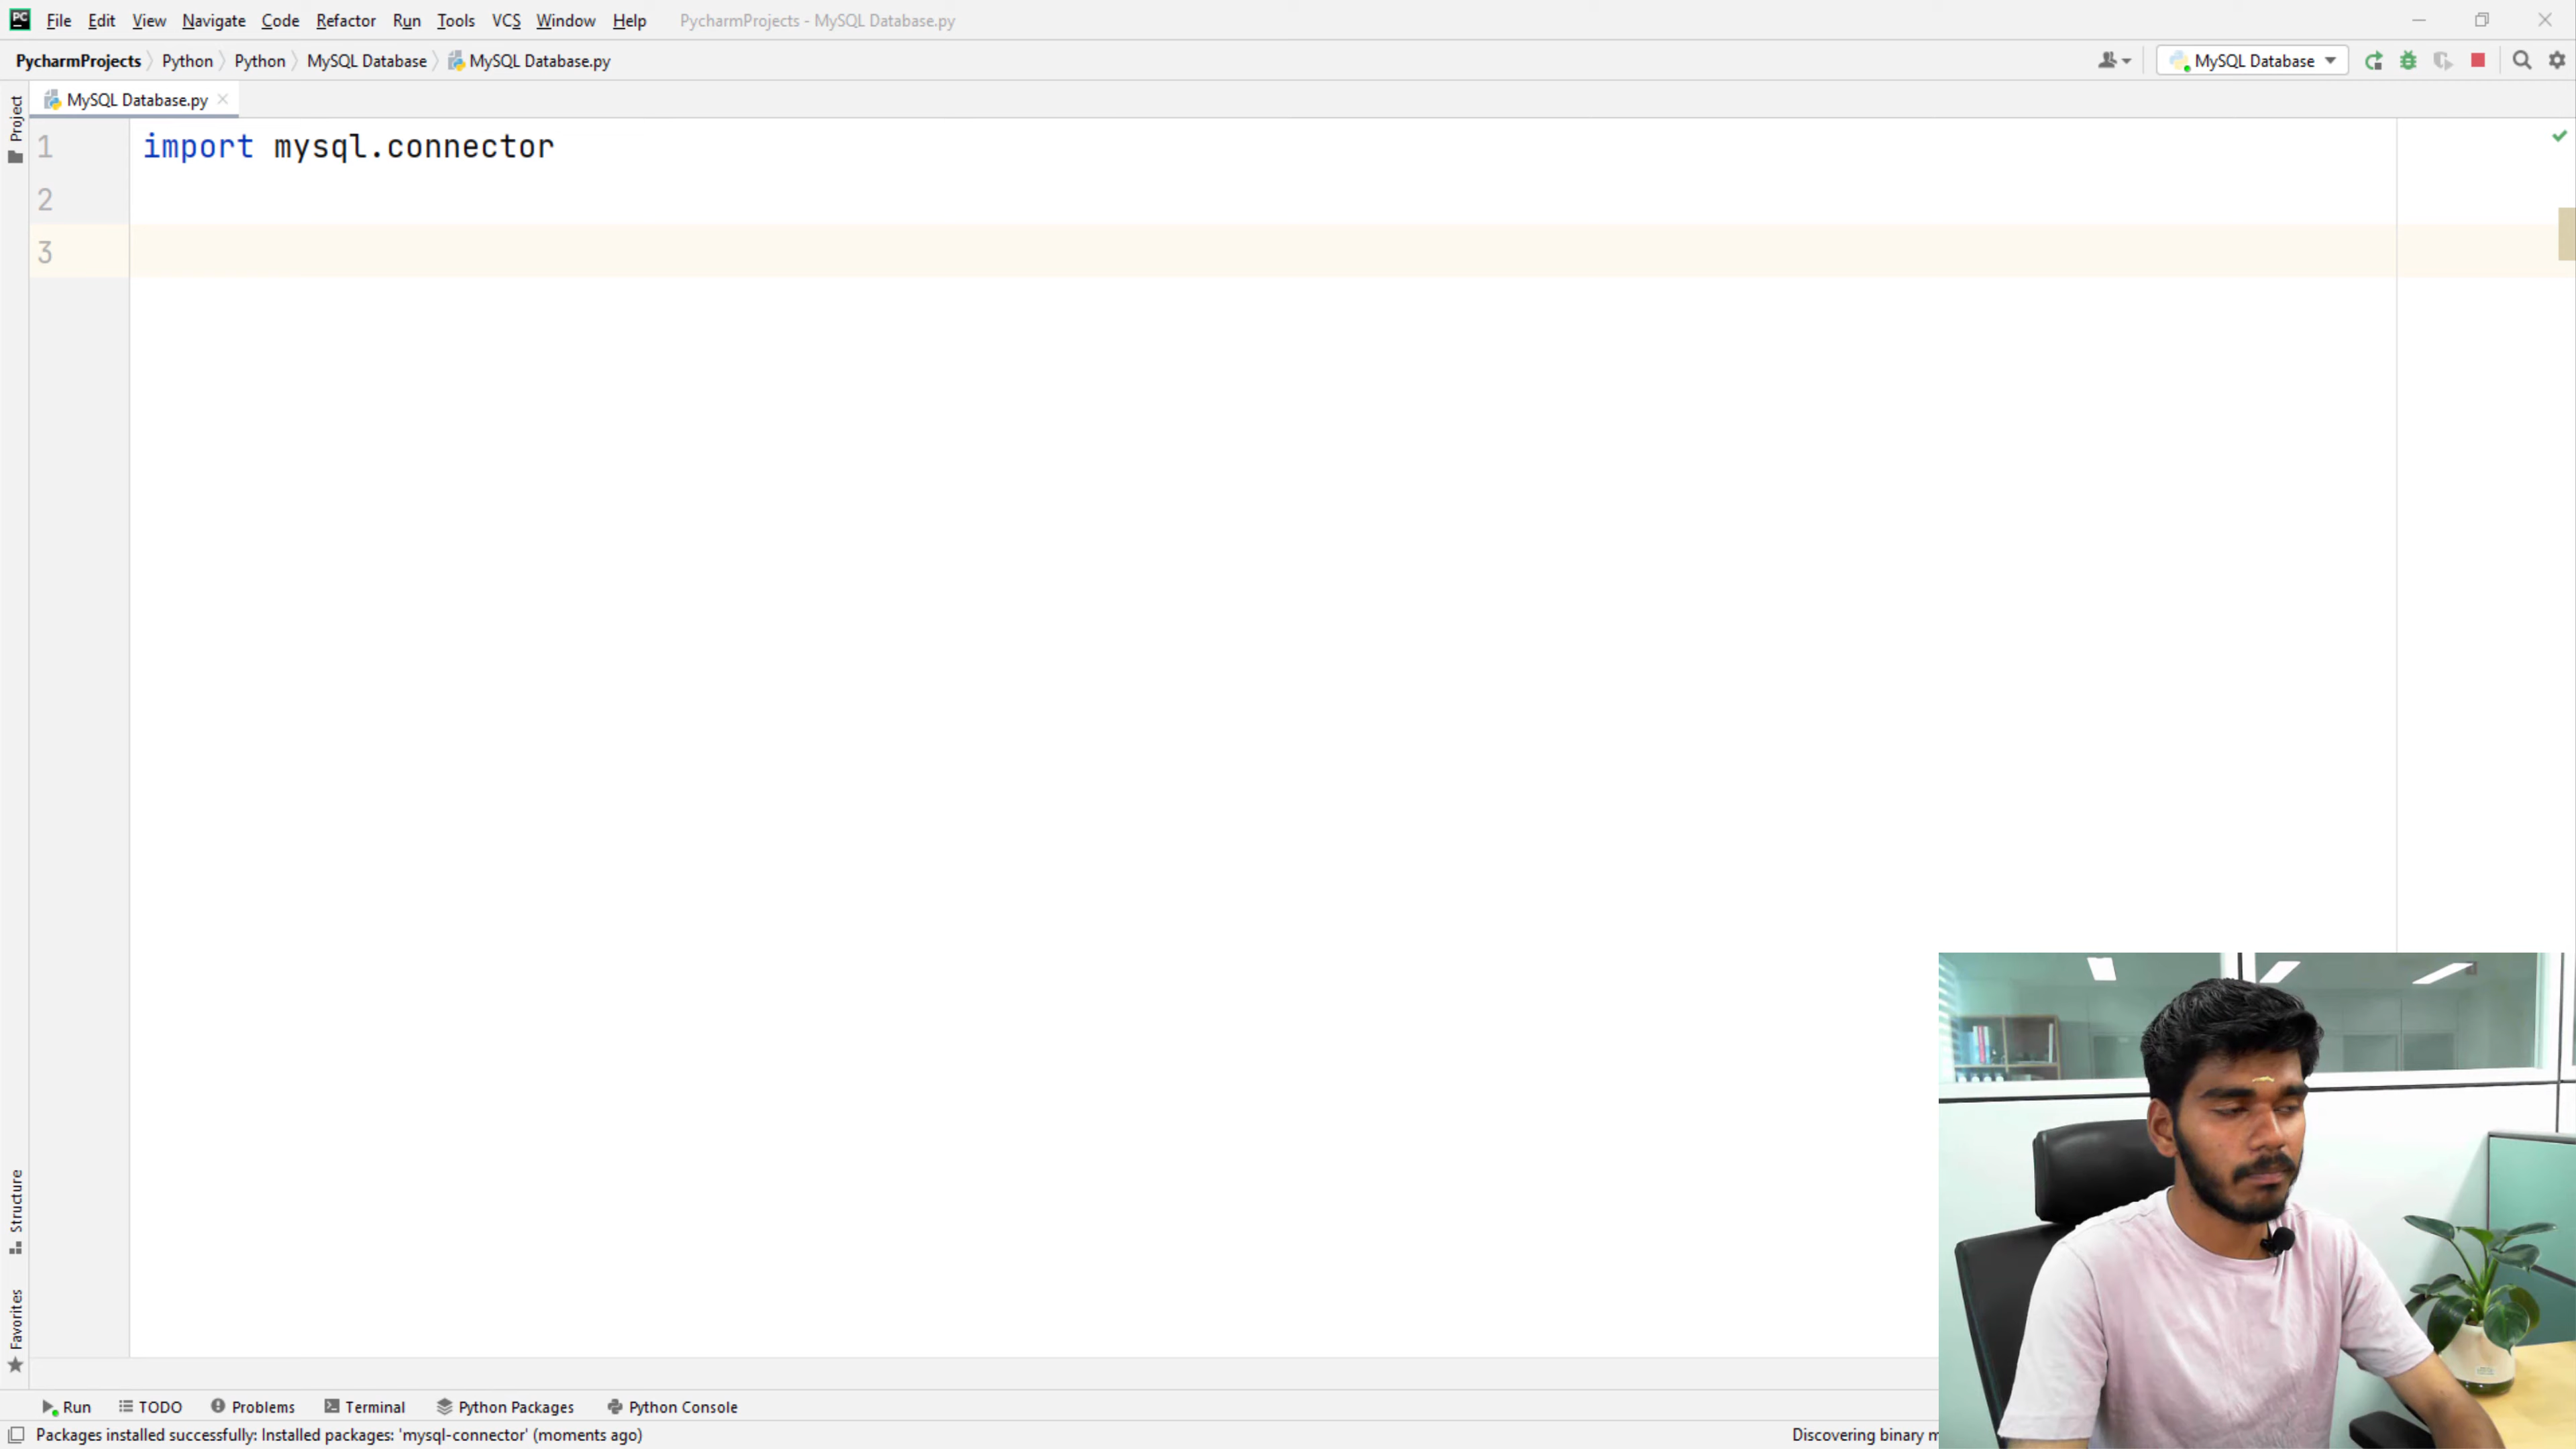 PC File Edit View Navigate Code Refactor Run Tools VCS Window Help PycharmProjects - MySQL Database.py
PycharmProjects Python Python MySQL Database MySQL Database.py MySQL Database
MySQL Database.py
Project
1 import mysql.connector
2
3
Structure
Favorites
Run TODO Problems Terminal Python Packages Python Console
Packages installed successfully: Installed packages: 'mysql-connector' (moments ago) Discovering binary m